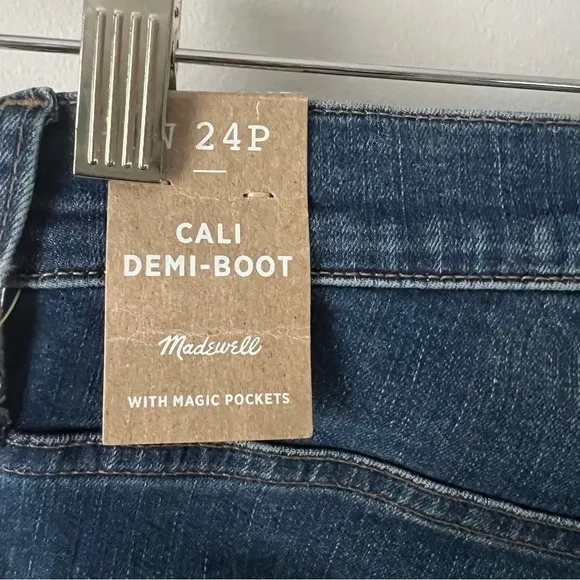 W 24P
CALI
DEMI-BOOT
Madewell
WITH MAGIC POCKETS